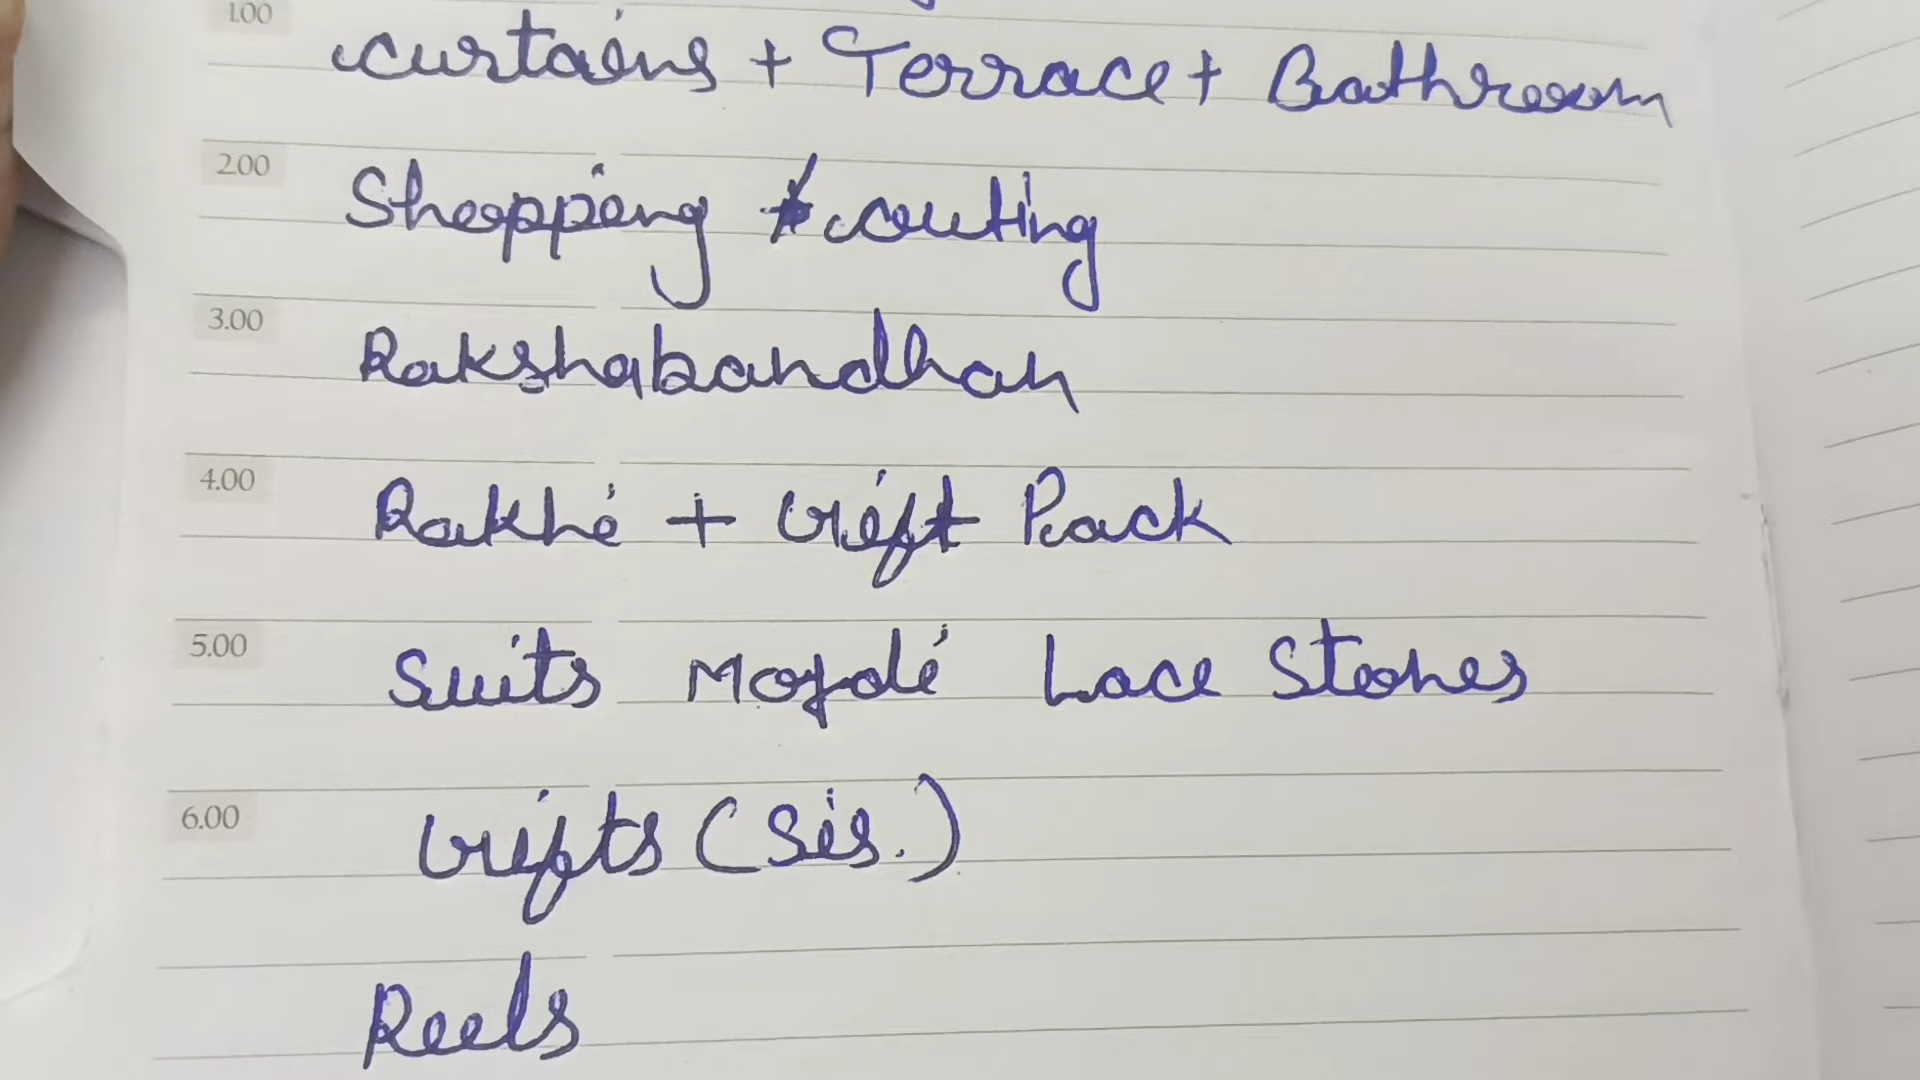 1.00 curtains + Terrace + Bathroom
2.00 Shopping outing
3.00 Rakshabandhan
4.00 Rakhi + Gift Pack
5.00 Suits Mojdi Lace Stones
6.00 Gifts (Sis.)
Reels